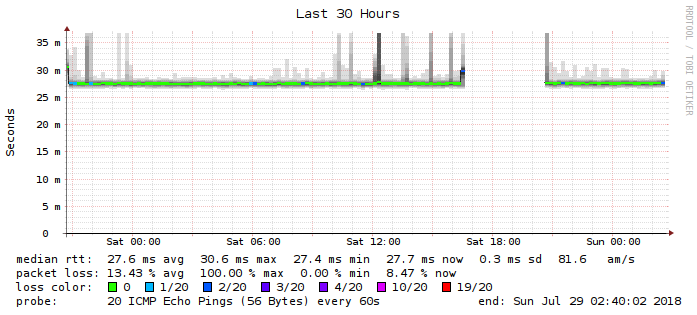 Last 30 Hours
RRDTOOL / TOBI OETIKER
Seconds
35 m
30 m
25 m
20 m
15 m
10 m
5 m
0
Sat 00:00 Sat 06:00 Sat 12:00 Sat 18:00 Sun 00:00
median rtt: 27.6 ms avg 30.6 ms max 27.4 ms min 27.7 ms now 0.3 ms sd 81.6 am/s
packet loss: 13.43 % avg 100.00 % max 0.00 % min 8.47 % now
loss color: 0 1/20 2/20 3/20 4/20 10/20 19/20
probe: 20 ICMP Echo Pings (56 Bytes) every 60s end: Sun Jul 29 02:40:02 2018